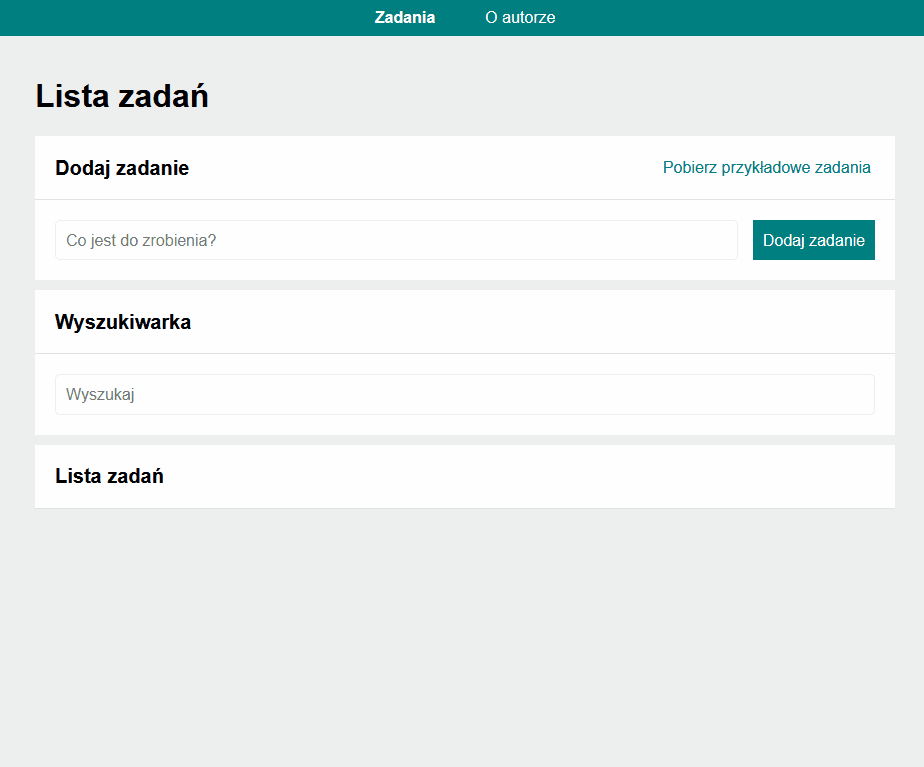 Zadania O autorze
Lista zadań
Dodaj zadanie Pobierz przykładowe zadania
Co jest do zrobienia? Dodaj zadanie
Wyszukiwarka
Wyszukaj
Lista zadań